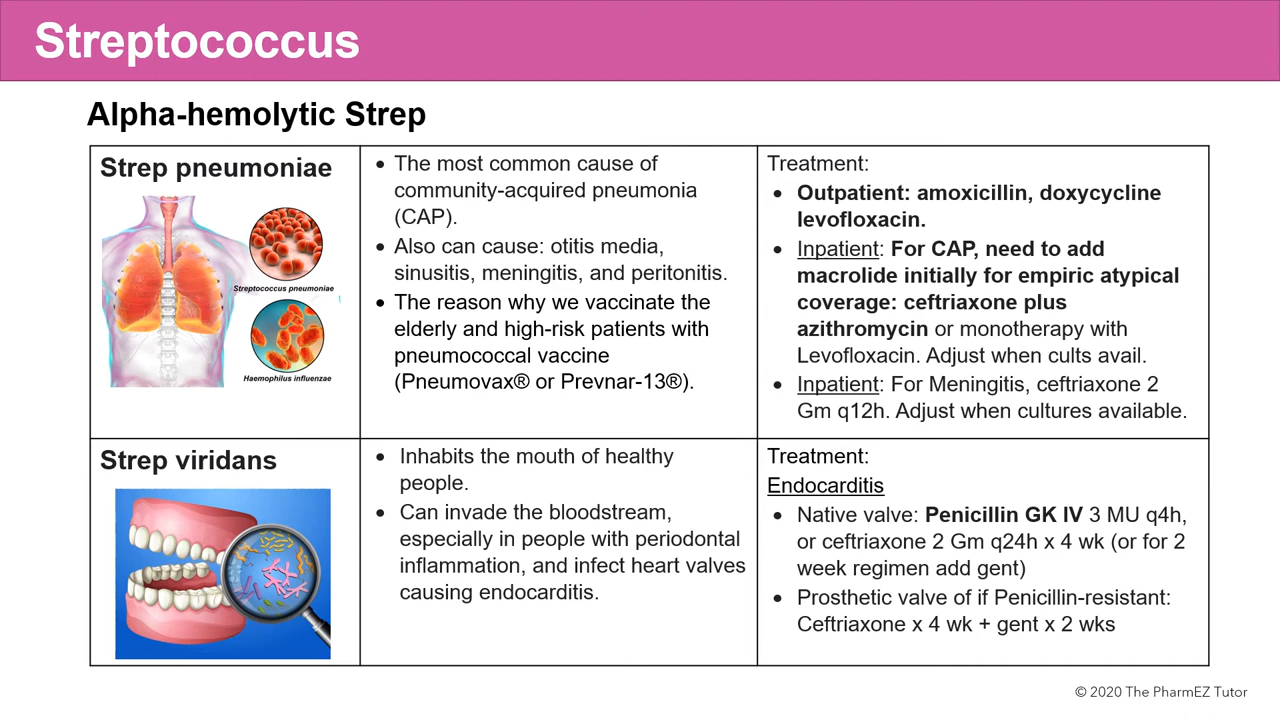 Streptococcus
Alpha-hemolytic Strep
Strep pneumoniae
Streptococcus pneumoniae
Haemophilus influenzae
• The most common cause of
community-acquired pneumonia
(CAP).
• Also can cause: otitis media,
sinusitis, meningitis, and peritonitis.
• The reason why we vaccinate the
elderly and high-risk patients with
pneumococcal vaccine
(Pneumovax® or Prevnar-13®).
Treatment:
• Outpatient: amoxicillin, doxycycline
levofloxacin.
• Inpatient: For CAP, need to add
macrolide initially for empiric atypical
coverage: ceftriaxone plus
azithromycin or monotherapy with
Levofloxacin. Adjust when cults avail.
• Inpatient: For Meningitis, ceftriaxone 2
Gm q12h. Adjust when cultures available.
Strep viridans
• Inhabits the mouth of healthy
people.
• Can invade the bloodstream,
especially in people with periodontal
inflammation, and infect heart valves
causing endocarditis.
Treatment:
Endocarditis
• Native valve: Penicillin GK IV 3 MU q4h,
or ceftriaxone 2 Gm q24h x 4 wk (or for 2
week regimen add gent)
• Prosthetic valve of if Penicillin-resistant:
Ceftriaxone x 4 wk + gent x 2 wks
© 2020 The PharmEZ Tutor